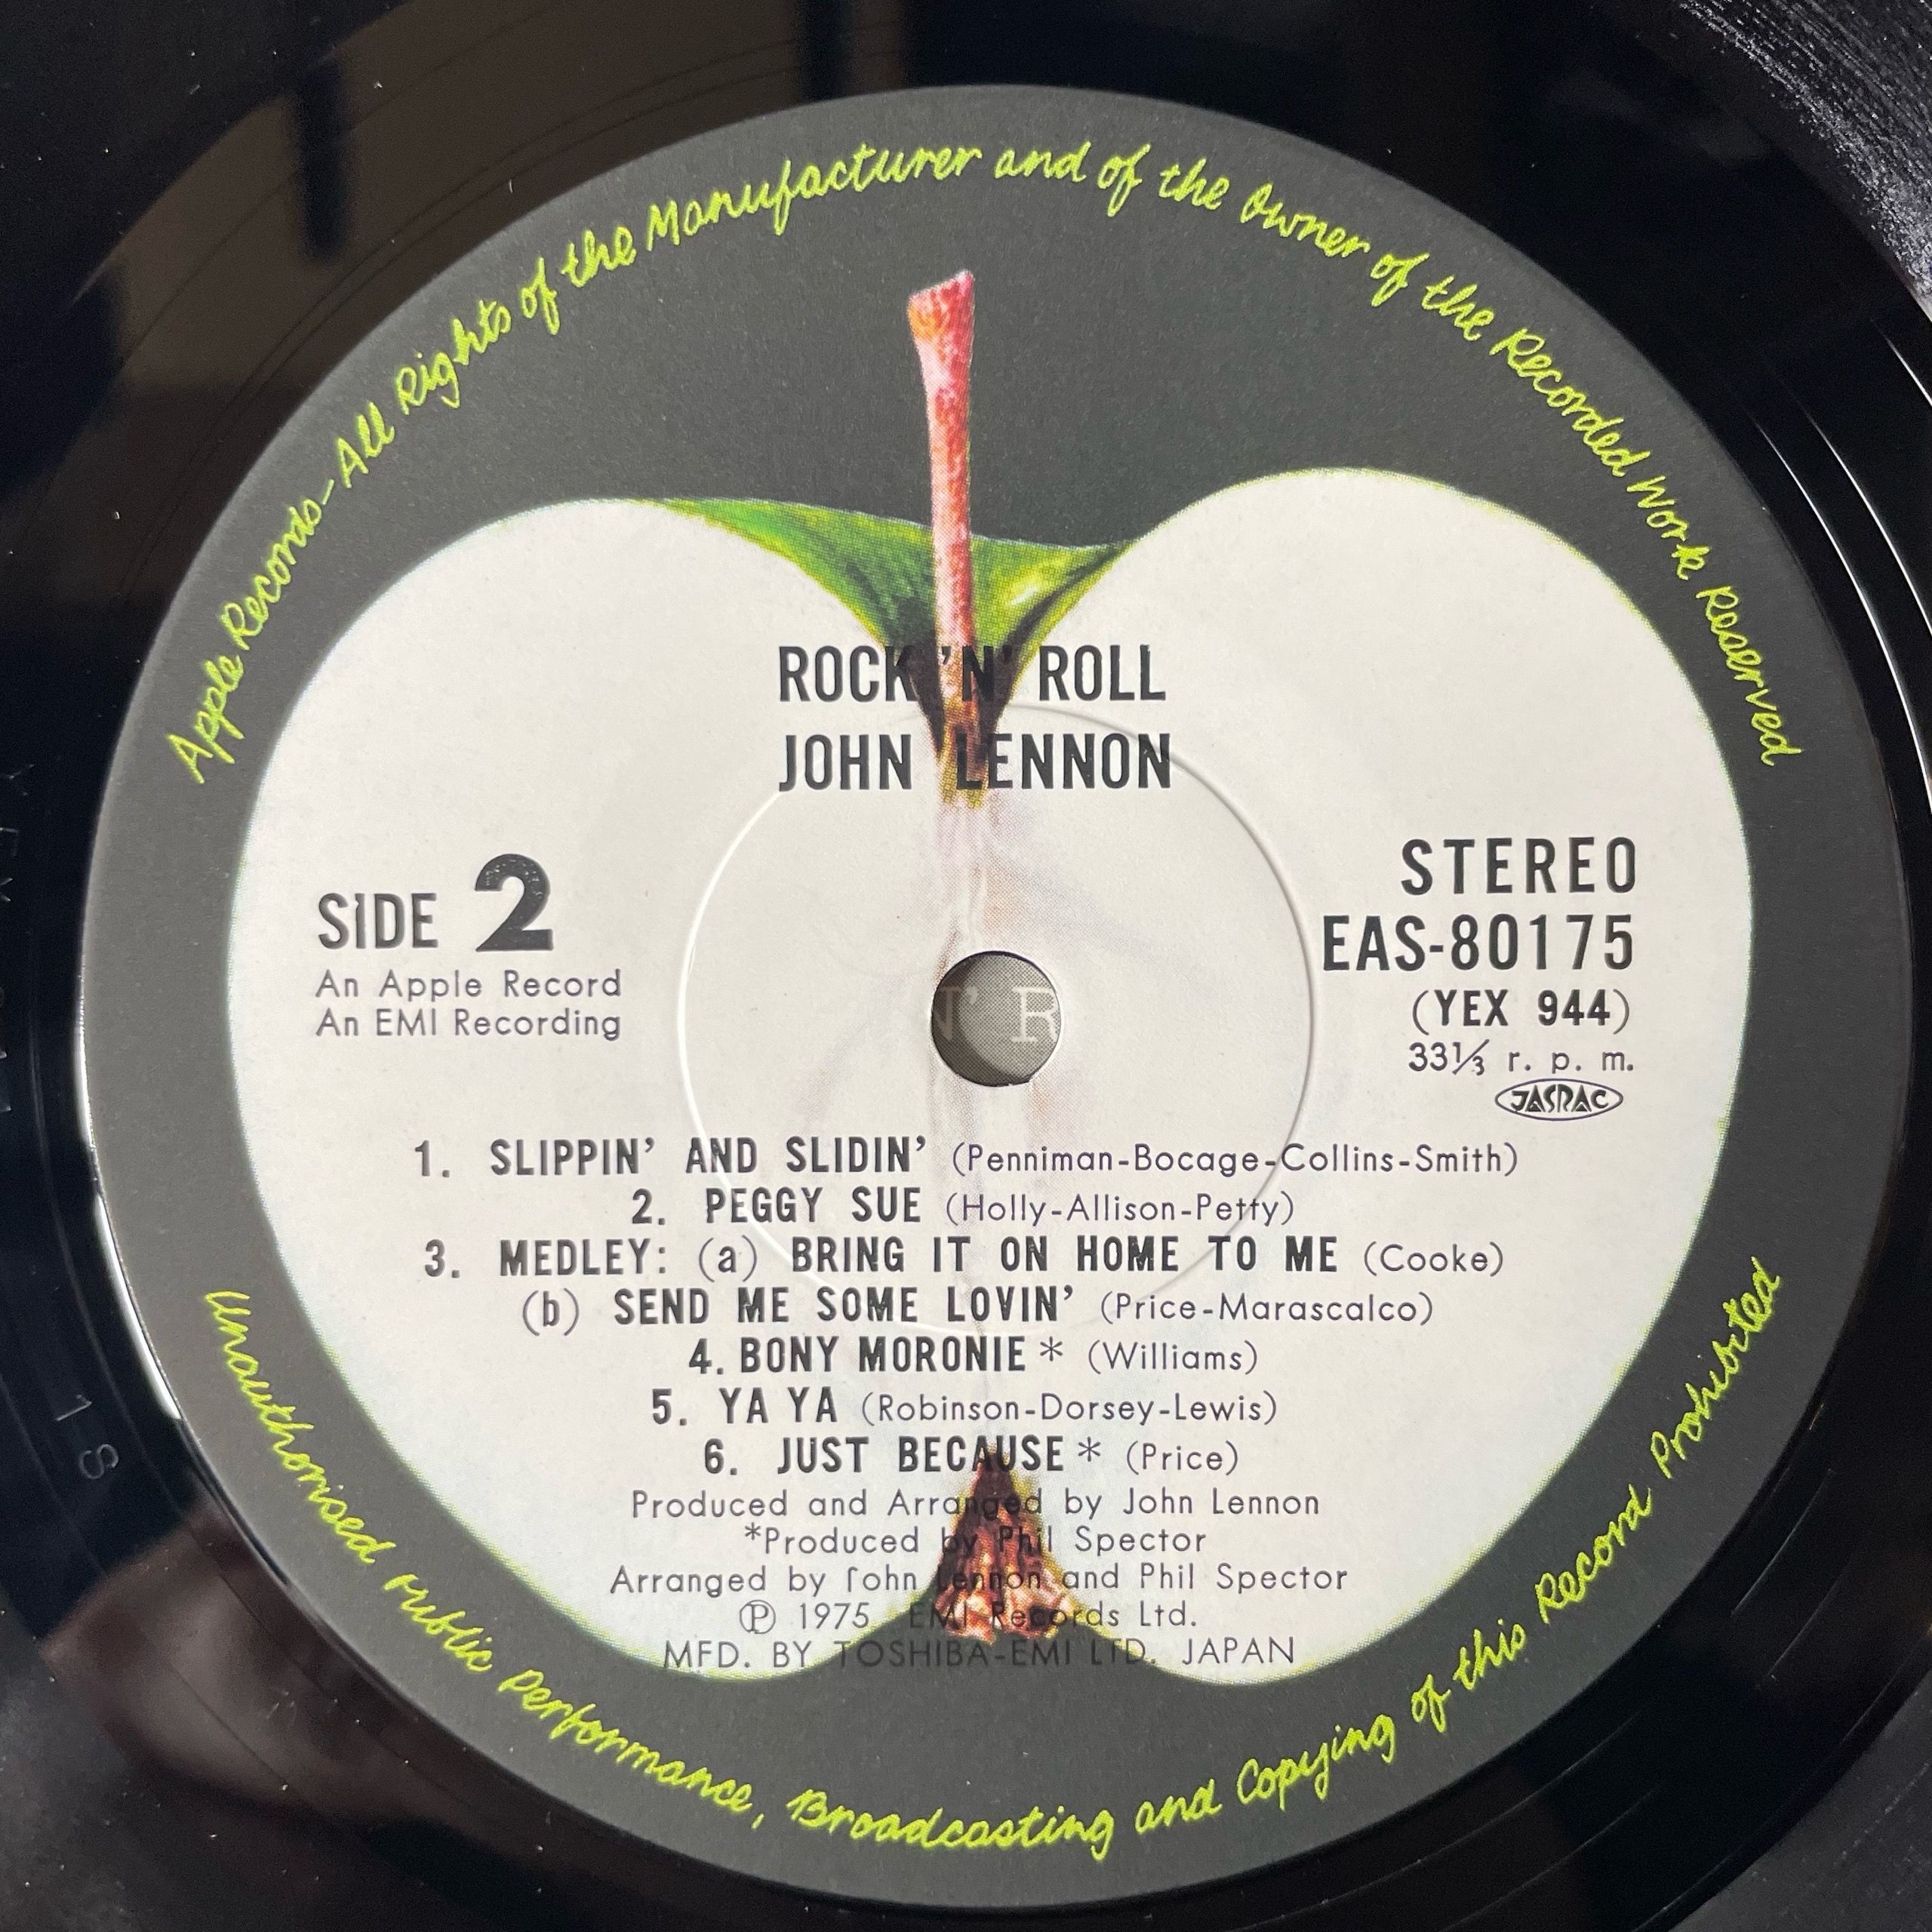 Apple Records-All Rights of the Manufacturer and of the Owner of the Recorded Work Reserved
ROCK 'N' ROLL
JOHN LENNON
SIDE 2
An Apple Record
An EMI Recording
STEREO
EAS-80175
(YEX 944)
33⅓ r. p. m.
JASRAC
N' R
1. SLIPPIN' AND SLIDIN' (Penniman-Bocage-Collins-Smith)
2. PEGGY SUE (Holly-Allison-Petty)
3. MEDLEY: (a) BRING IT ON HOME TO ME (Cooke)
(b) SEND ME SOME LOVIN' (Price-Marascalco)
4. BONY MORONIE * (Williams)
5. YA YA (Robinson-Dorsey-Lewis)
6. JUST BECAUSE * (Price)
Produced and Arranged by John Lennon
*Produced by Phil Spector
Arranged by John Lennon and Phil Spector
Ⓟ 1975 EMI Records Ltd.
MFD. BY TOSHIBA-EMI LTD. JAPAN
Unauthorised Public Performance, Broadcasting and Copying of this Record Prohibited
1S